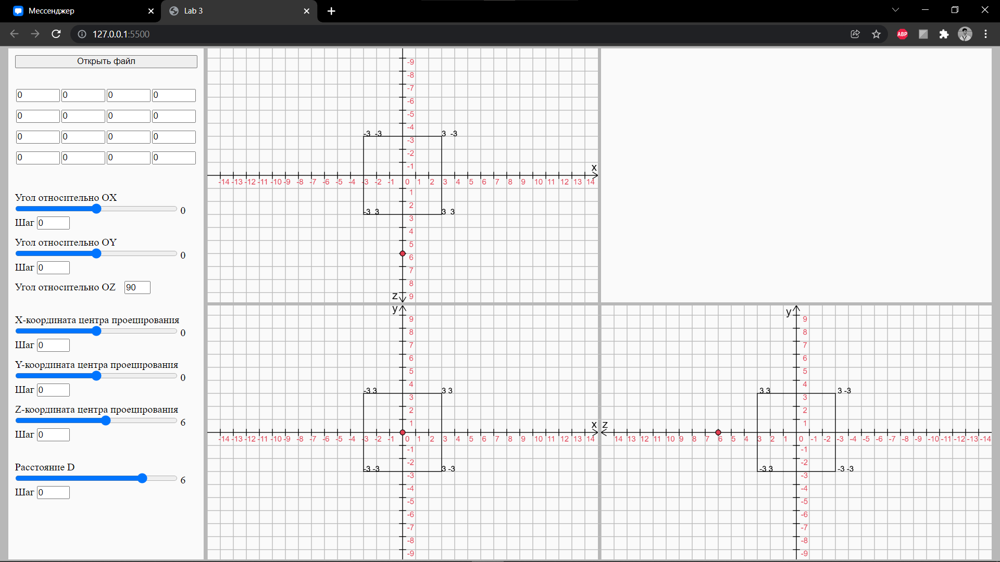 Мессенджер
Lab 3
127.0.0.1:5500
ABP
Открыть файл
0 0 0 0
0 0 0 0
0 0 0 0
0 0 0 0
Угол относительно OX
0
Шаг 0
Угол относительно OY
0
Шаг 0
Угол относительно OZ 90
X-координата центра проецирования
0
Шаг 0
Y-координата центра проецирования
0
Шаг 0
Z-координата центра проецирования
6
Шаг 0
Расстояние D
6
Шаг 0
-9
-8
-7
-6
-5
-4
-3 -3 3 -3
-3
-2
-1
x
-14 -13 -12 -11 -10 -9 -8 -7 -6 -5 -4 -3 -2 -1 0 1 2 3 4 5 6 7 8 9 10 11 12 13 14
1
2
-3 3 3 3
3
4
5
6
7
8
z 9
y
9
8
7
6
5
4
-3 3 3 3
3
2
1
x
-14 -13 -12 -11 -10 -9 -8 -7 -6 -5 -4 -3 -2 -1 0 1 2 3 4 5 6 7 8 9 10 11 12 13 14
-1
-2
-3 -3 3 -3
-3
-4
-5
-6
-7
-8
-9
y
9
8
7
6
5
4
3 3 3 -3
3
2
1
z
14 13 12 11 10 9 8 7 6 5 4 3 2 1 0 -1 -2 -3 -4 -5 -6 -7 -8 -9 -10 -11 -12 -13 -14
-1
-2
-3 3 -3 -3
-3
-4
-5
-6
-7
-8
-9